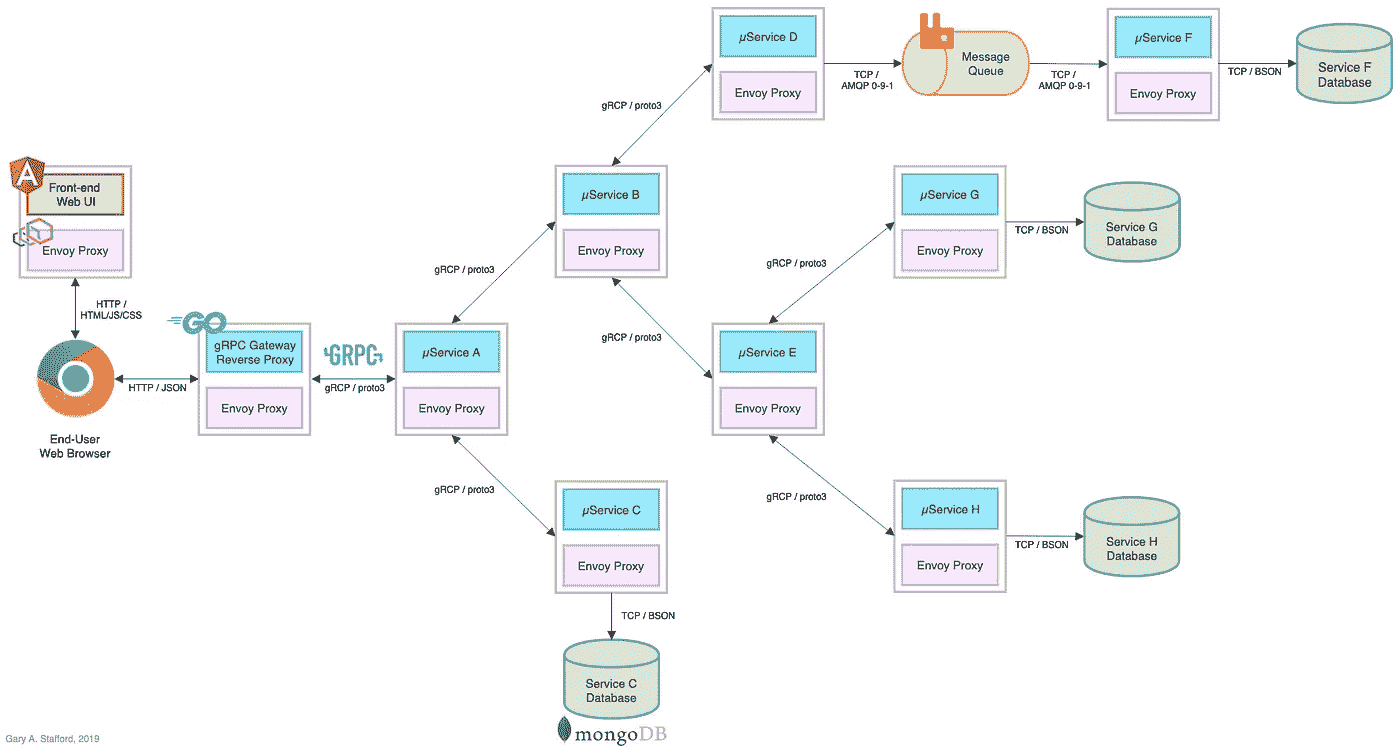 µService D
Envoy Proxy
TCP /
AMQP 0-9-1
Message
Queue
TCP /
AMQP 0-9-1
µService F
Envoy Proxy
TCP / BSON
Service F
Database
gRCP / proto3
A
Front-end
Web UI
Envoy Proxy
µService B
Envoy Proxy
µService G
Envoy Proxy
TCP / BSON
Service G
Database
gRCP / proto3
gRCP / proto3
HTTP /
HTML/JS/CSS
gRCP / proto3
GO
gRPC Gateway
Reverse Proxy
Envoy Proxy
GRPC
gRCP / proto3
µService A
Envoy Proxy
µService E
Envoy Proxy
HTTP / JSON
End-User
Web Browser
gRCP / proto3
µService C
Envoy Proxy
gRCP / proto3
µService H
Envoy Proxy
TCP / BSON
Service H
Database
TCP / BSON
Service C
Database
mongoDB
Gary A. Stafford, 2019